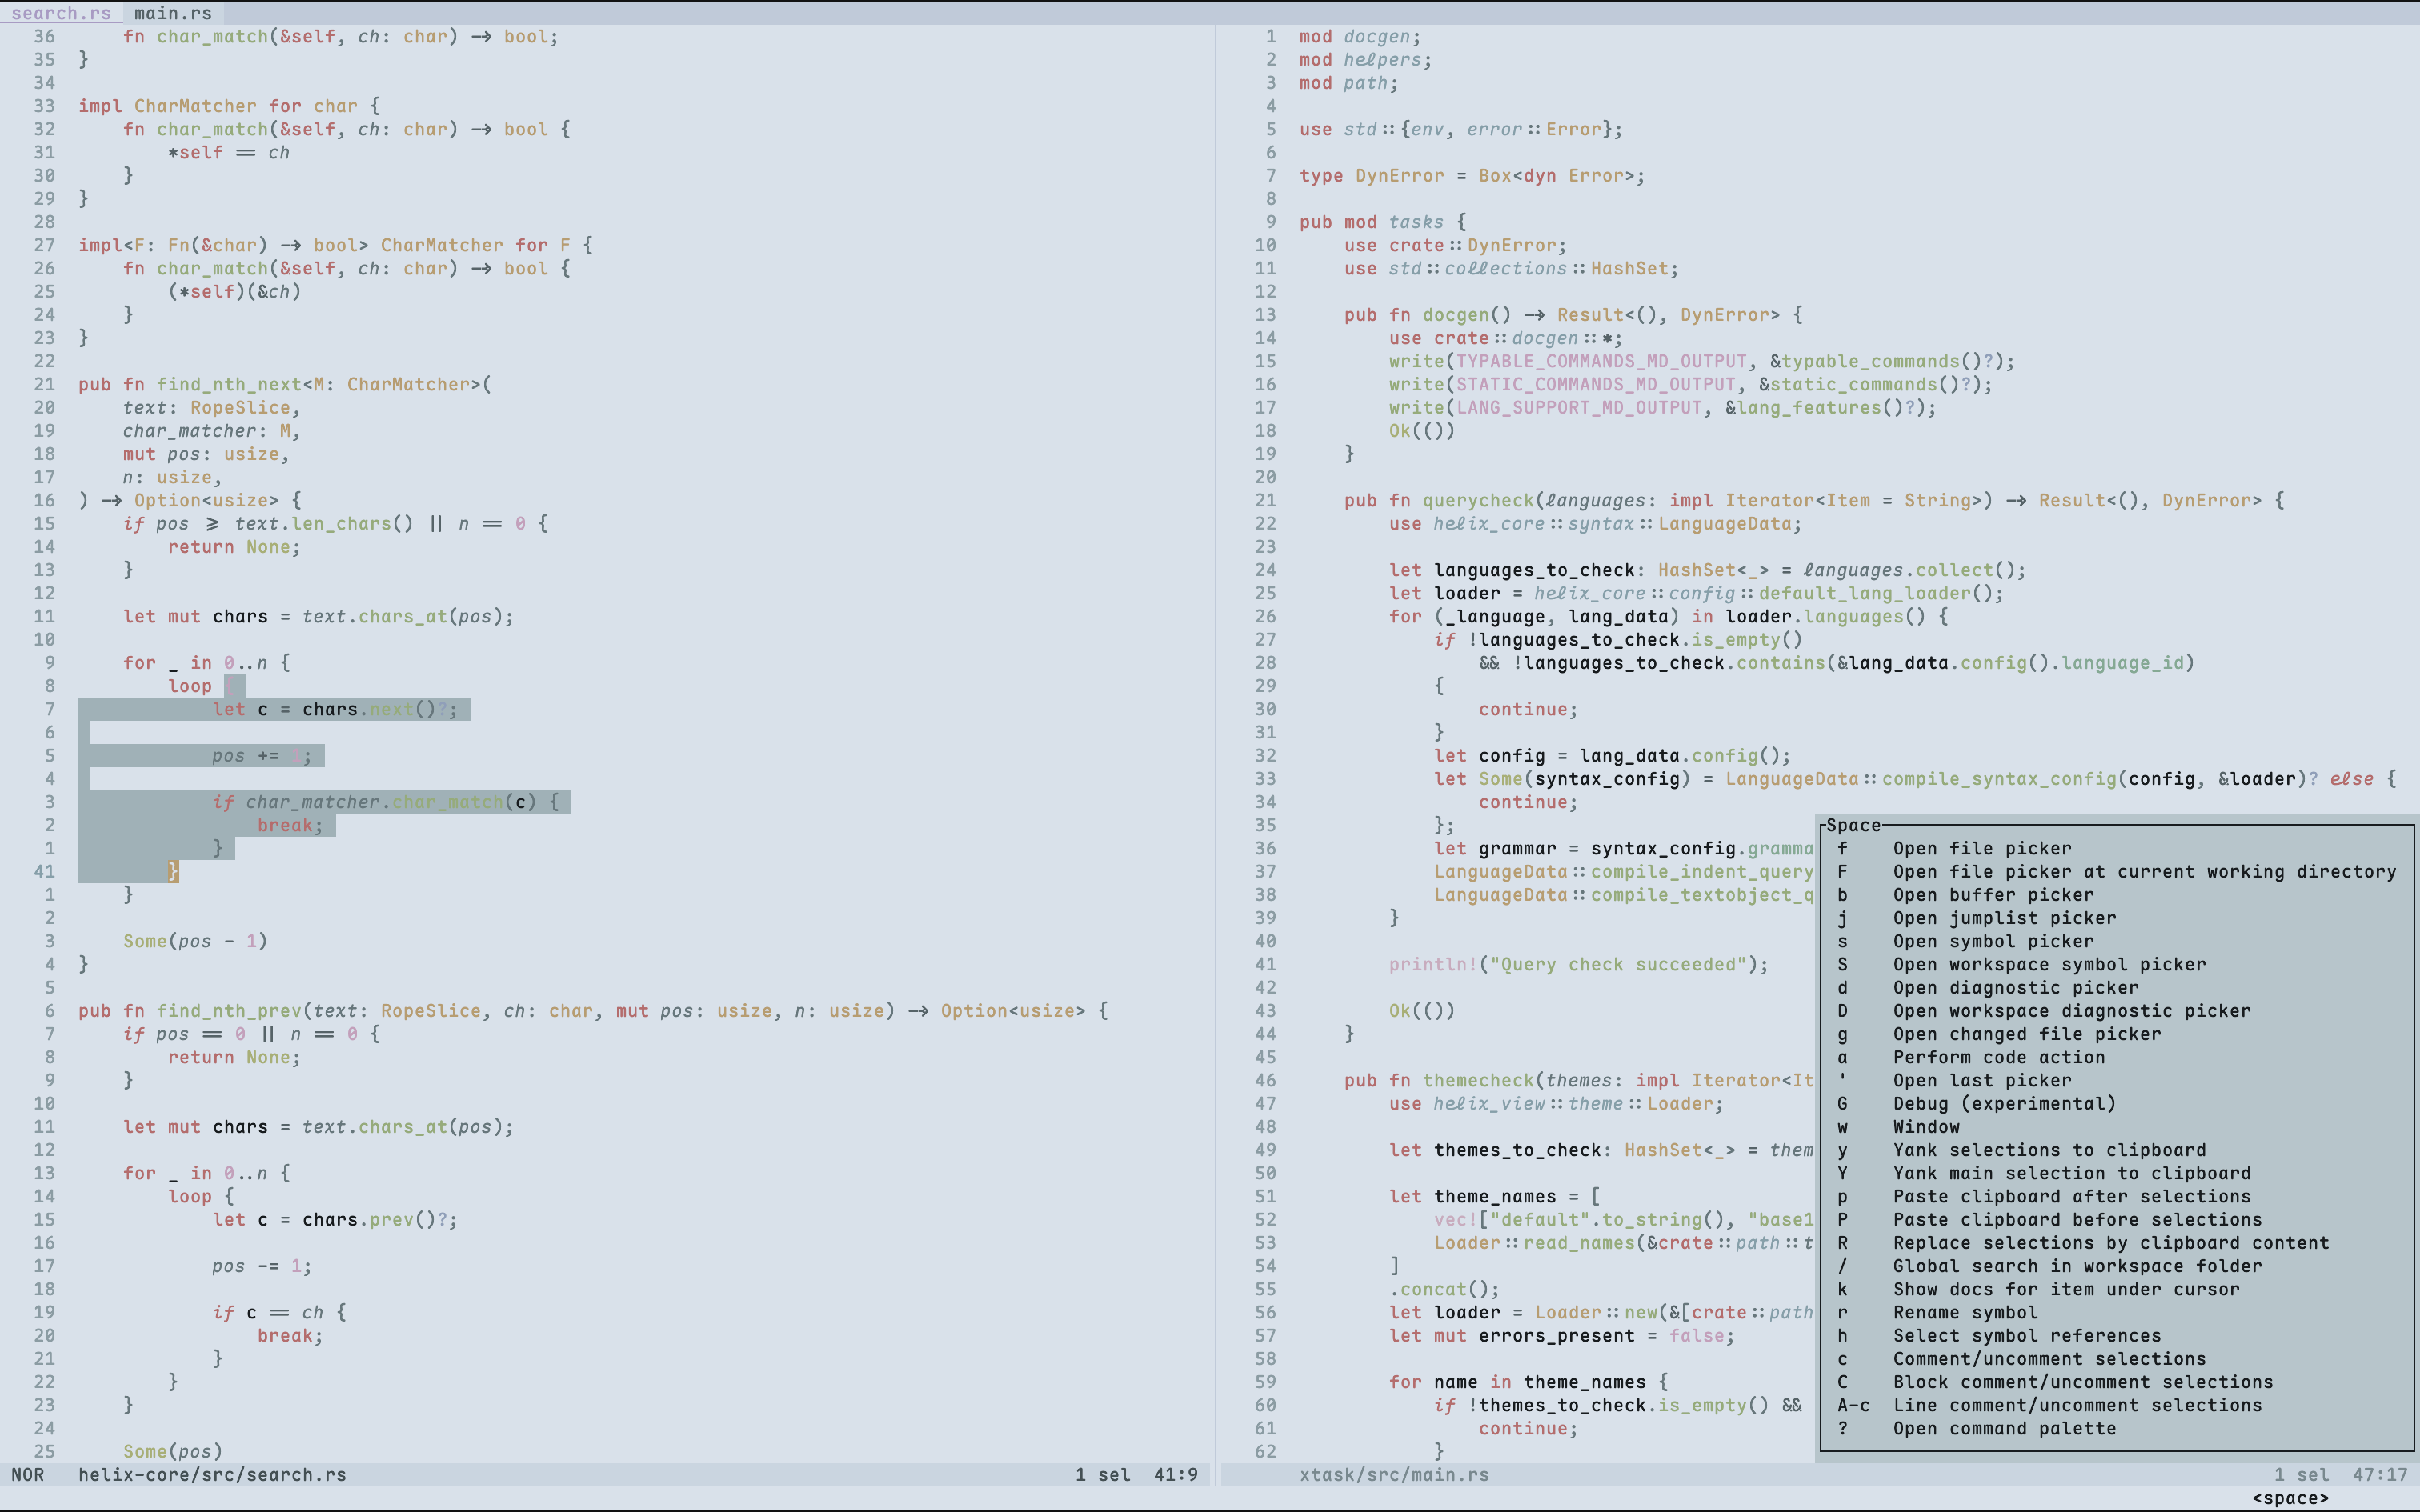 search.rs main.rs
36 fn char_match(&self, ch: char) -> bool;
35 }
34
33 impl CharMatcher for char {
32 fn char_match(&self, ch: char) -> bool {
31 *self == ch
30 }
29 }
28
27 impl<F: Fn(&char) -> bool> CharMatcher for F {
26 fn char_match(&self, ch: char) -> bool {
25 (*self)(&ch)
24 }
23 }
22
21 pub fn find_nth_next<M: CharMatcher>(
20 text: RopeSlice,
19 char_matcher: M,
18 mut pos: usize,
17 n: usize,
16 ) -> Option<usize> {
15 if pos >= text.len_chars() || n == 0 {
14 return None;
13 }
12
11 let mut chars = text.chars_at(pos);
10
9 for _ in 0..n {
8 loop {
7 let c = chars.next()?;
6
5 pos += 1;
4
3 if char_matcher.char_match(c) {
2 break;
1 }
41 }
1 }
2
3 Some(pos - 1)
4 }
5
6 pub fn find_nth_prev(text: RopeSlice, ch: char, mut pos: usize, n: usize) -> Option<usize> {
7 if pos == 0 || n == 0 {
8 return None;
9 }
10
11 let mut chars = text.chars_at(pos);
12
13 for _ in 0..n {
14 loop {
15 let c = chars.prev()?;
16
17 pos -= 1;
18
19 if c == ch {
20 break;
21 }
22 }
23 }
24
25 Some(pos)
NOR helix-core/src/search.rs 1 sel 41:9
1 mod docgen;
2 mod helpers;
3 mod path;
4
5 use std::{env, error::Error};
6
7 type DynError = Box<dyn Error>;
8
9 pub mod tasks {
10 use crate::DynError;
11 use std::collections::HashSet;
12
13 pub fn docgen() -> Result<(), DynError> {
14 use crate::docgen::*;
15 write(TYPABLE_COMMANDS_MD_OUTPUT, &typable_commands()?);
16 write(STATIC_COMMANDS_MD_OUTPUT, &static_commands()?);
17 write(LANG_SUPPORT_MD_OUTPUT, &lang_features()?);
18 Ok(())
19 }
20
21 pub fn querycheck(languages: impl Iterator<Item = String>) -> Result<(), DynError> {
22 use helix_core::syntax::LanguageData;
23
24 let languages_to_check: HashSet<_> = languages.collect();
25 let loader = helix_core::config::default_lang_loader();
26 for (_language, lang_data) in loader.languages() {
27 if !languages_to_check.is_empty()
28 && !languages_to_check.contains(&lang_data.config().language_id)
29 {
30 continue;
31 }
32 let config = lang_data.config();
33 let Some(syntax_config) = LanguageData::compile_syntax_config(config, &loader)? else {
34 continue;
35 };
36 let grammar = syntax_config.gramma
37 LanguageData::compile_indent_query
38 LanguageData::compile_textobject_q
39 }
40
41 println!("Query check succeeded");
42
43 Ok(())
44 }
45
46 pub fn themecheck(themes: impl Iterator<It
47 use helix_view::theme::Loader;
48
49 let themes_to_check: HashSet<_> = them
50
51 let theme_names = [
52 vec!["default".to_string(), "base1
53 Loader::read_names(&crate::path::t
54 ]
55 .concat();
56 let loader = Loader::new(&[crate::path
57 let mut errors_present = false;
58
59 for name in theme_names {
60 if !themes_to_check.is_empty() &&
61 continue;
62 }
Space
f Open file picker
F Open file picker at current working directory
b Open buffer picker
j Open jumplist picker
s Open symbol picker
S Open workspace symbol picker
d Open diagnostic picker
D Open workspace diagnostic picker
g Open changed file picker
a Perform code action
' Open last picker
G Debug (experimental)
w Window
y Yank selections to clipboard
Y Yank main selection to clipboard
p Paste clipboard after selections
P Paste clipboard before selections
R Replace selections by clipboard content
/ Global search in workspace folder
k Show docs for item under cursor
r Rename symbol
h Select symbol references
c Comment/uncomment selections
C Block comment/uncomment selections
A-c Line comment/uncomment selections
? Open command palette
xtask/src/main.rs 1 sel 47:17
<space>